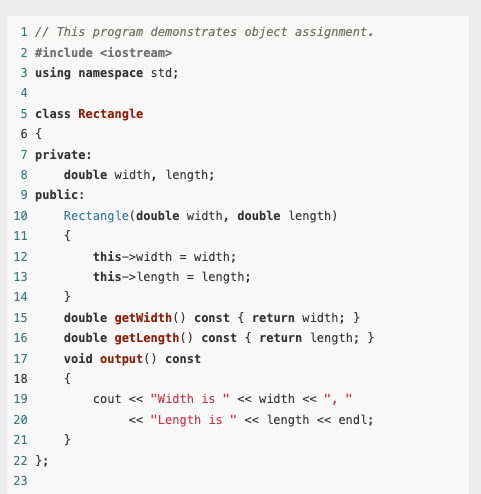 1 // This program demonstrates object assignment.
2 #include <iostream>
3 using namespace std;
4
5 class Rectangle
6 {
7 private:
8     double width, length;
9 public:
10     Rectangle(double width, double length)
11     {
12         this->width = width;
13         this->length = length;
14     }
15     double getWidth() const { return width; }
16     double getLength() const { return length; }
17     void output() const
18     {
19         cout << "Width is " << width << ", "
20              << "Length is " << length << endl;
21     }
22 };
23